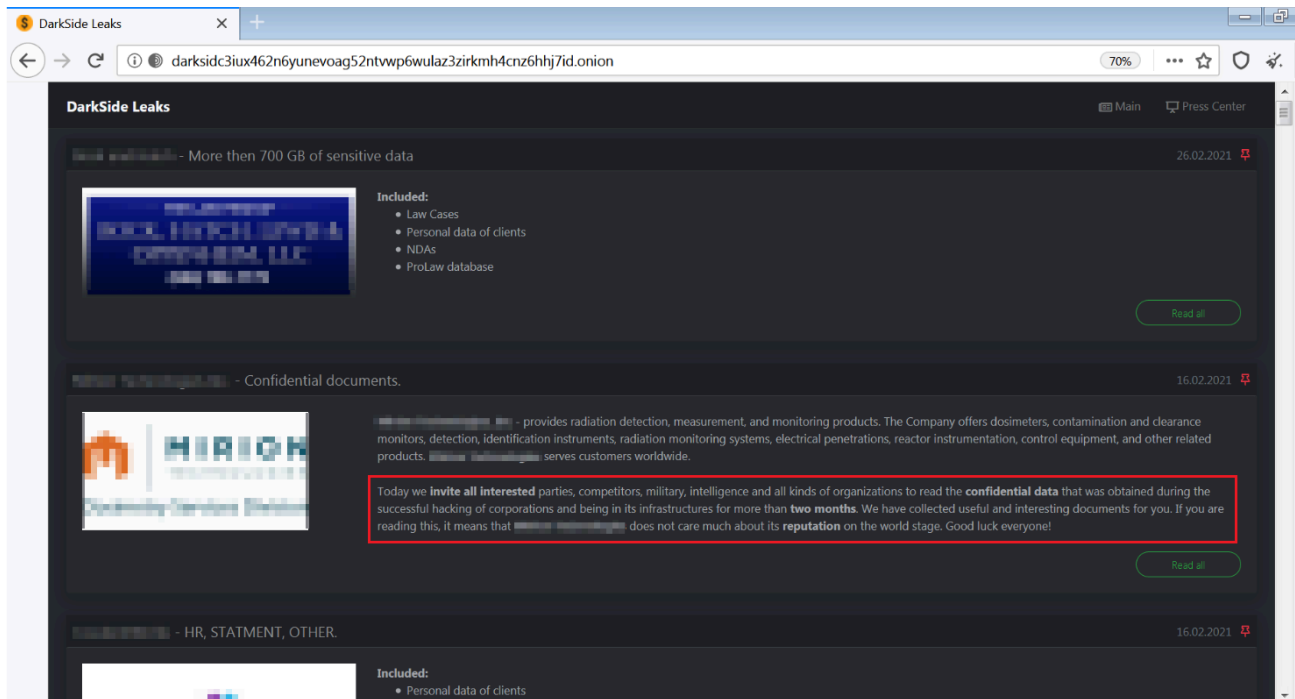 DarkSide Leaks
darksidc3iux462n6yunevoag52ntvwp6wulaz3zirkmh4cnz6hhj7id.onion
70%
DarkSide Leaks
Main
Press Center
- More then 700 GB of sensitive data
26.02.2021
Included:
• Law Cases
• Personal data of clients
• NDAs
• ProLaw database
Read all
- Confidential documents.
16.02.2021
- provides radiation detection, measurement, and monitoring products. The Company offers dosimeters, contamination and clearance
monitors, detection, identification instruments, radiation monitoring systems, electrical penetrations, reactor instrumentation, control equipment, and other related
products. serves customers worldwide.
Today we invite all interested parties, competitors, military, intelligence and all kinds of organizations to read the confidential data that was obtained during the
successful hacking of corporations and being in its infrastructures for more than two months. We have collected useful and interesting documents for you. If you are
reading this, it means that does not care much about its reputation on the world stage. Good luck everyone!
Read all
- HR, STATMENT, OTHER.
16.02.2021
Included:
• Personal data of clients